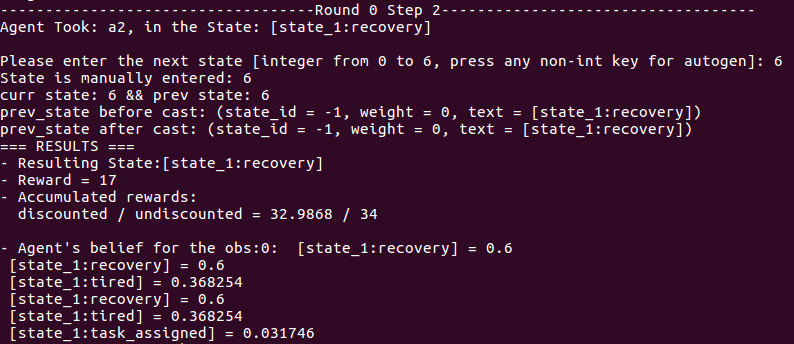 ------------------------------------Round 0 Step 2------------------------------------
Agent Took: a2, in the State: [state_1:recovery]
Please enter the next state [integer from 0 to 6, press any non-int key for autogen]: 6
State is manually entered: 6
curr state: 6 && prev state: 6
prev_state before cast: (state_id = -1, weight = 0, text = [state_1:recovery])
prev_state after cast: (state_id = -1, weight = 0, text = [state_1:recovery])
=== RESULTS ===
- Resulting State:[state_1:recovery]
- Reward = 17
- Accumulated rewards:
  discounted / undiscounted = 32.9868 / 34
- Agent's belief for the obs:0:  [state_1:recovery] = 0.6
 [state_1:recovery] = 0.6
 [state_1:tired] = 0.368254
 [state_1:recovery] = 0.6
 [state_1:tired] = 0.368254
 [state_1:task_assigned] = 0.031746